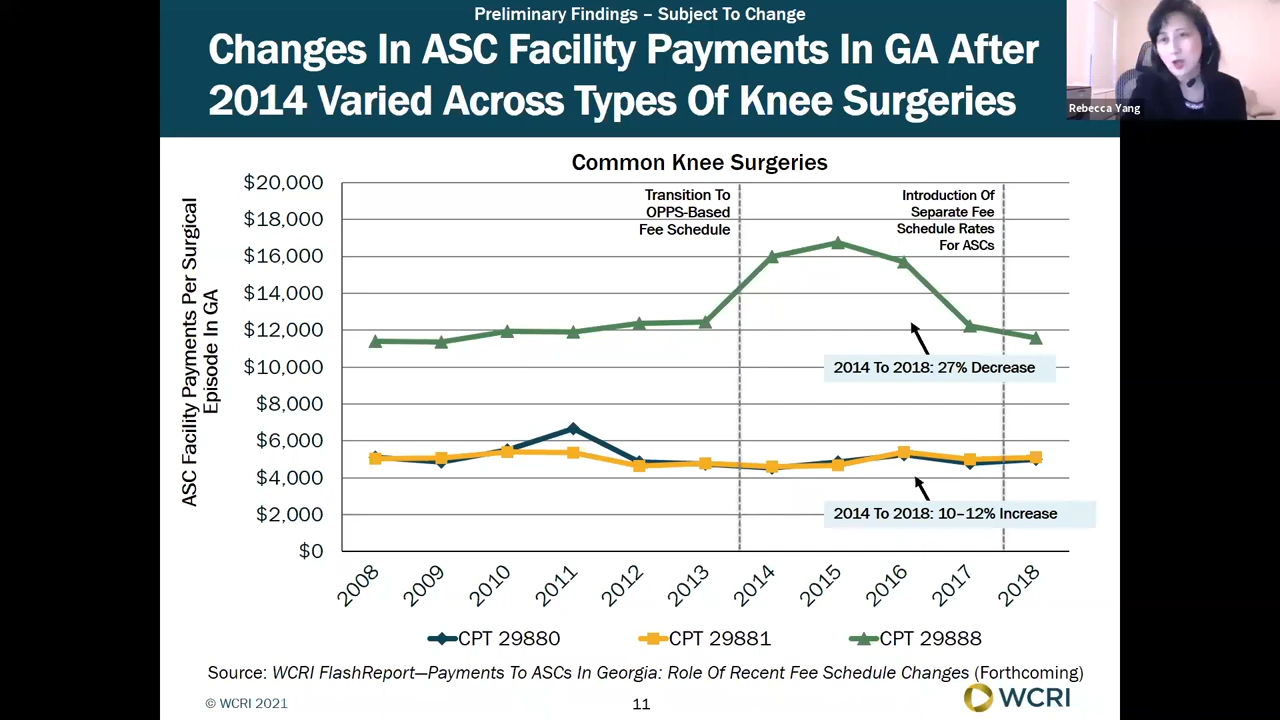 Preliminary Findings – Subject To Change
Changes In ASC Facility Payments In GA After
2014 Varied Across Types Of Knee Surgeries
Rebecca Yang
Common Knee Surgeries
ASC Facility Payments Per Surgical
Episode In GA
$20,000
$18,000
$16,000
$14,000
$12,000
$10,000
$8,000
$6,000
$4,000
$2,000
$0
Transition To
OPPS-Based
Fee Schedule
Introduction Of
Separate Fee
Schedule Rates
For ASCs
2014 To 2018: 27% Decrease
2014 To 2018: 10–12% Increase
2008
2009
2010
2011
2012
2013
2014
2015
2016
2017
2018
CPT 29880
CPT 29881
CPT 29888
Source: WCRI FlashReport—Payments To ASCs In Georgia: Role Of Recent Fee Schedule Changes (Forthcoming)
© WCRI 2021
11
WCRI